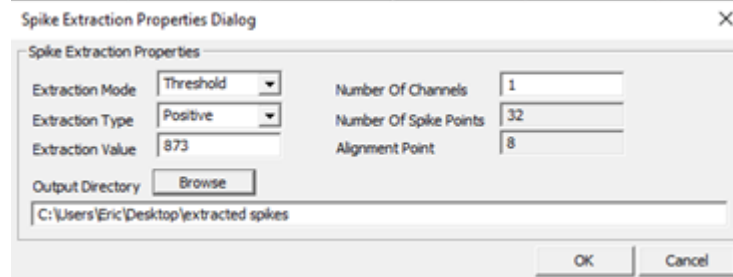 Spike Extraction Properties Dialog
Spike Extraction Properties
Extraction Mode Threshold Number Of Channels 1
Extraction Type Positive Number Of Spike Points 32
Extraction Value 873 Alignment Point 8
Output Directory Browse
C:\Users\Eric\Desktop\extracted spikes
OK Cancel